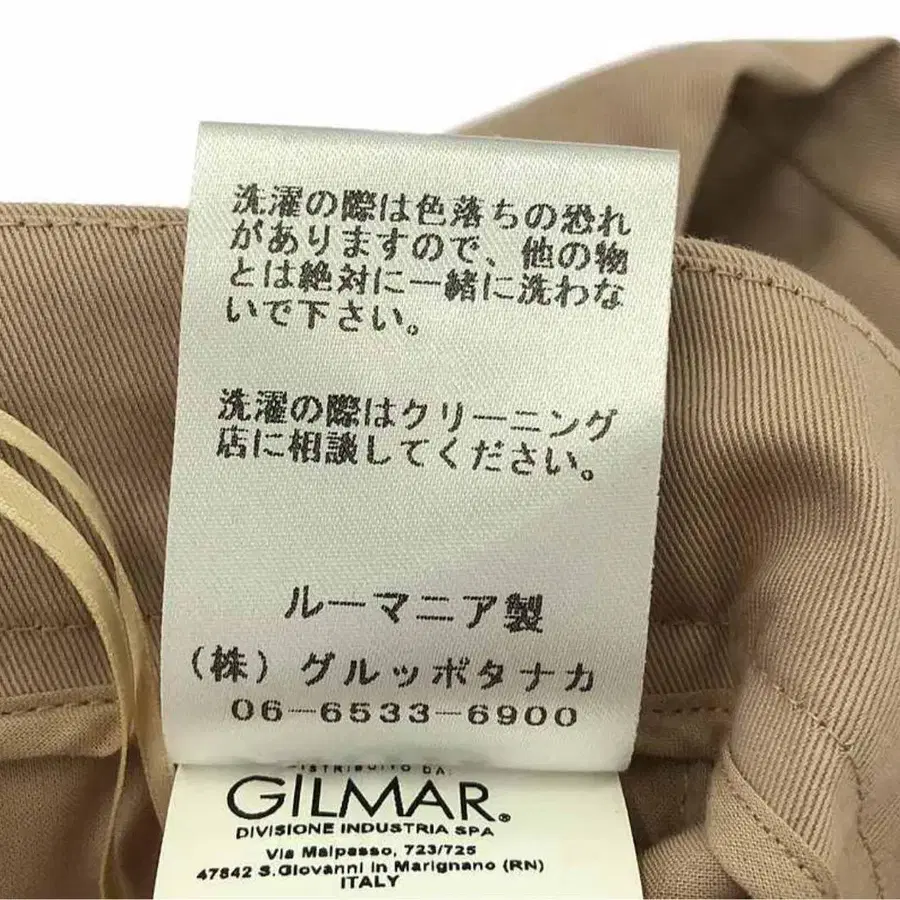 洗濯の際は色落ちの恐れ
がありますので、他の物
とは絶対に一緒に洗わな
いで下さい。
洗濯の際はクリーニング
店に相談してください。
ルーマニア製
(株)グルッポタナカ
06-6533-6900
DISTRIBUITO DA:
GILMAR®
DIVISIONE INDUSTRIA SPA
Via Malpasso, 723/725
47842 S.Giovanni in Marignano (RN)
ITALY